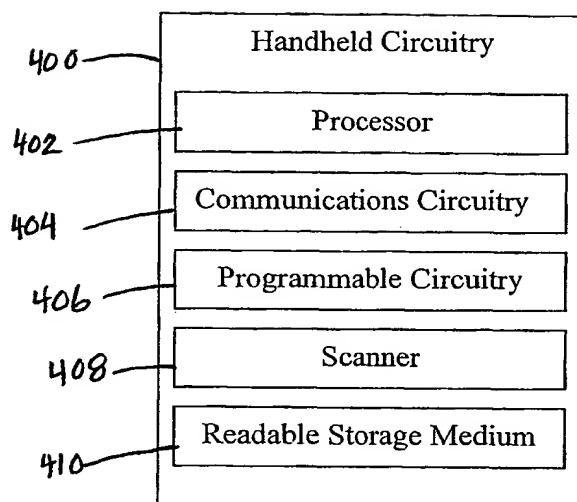 Handheld Circuitry
400
Processor
402
Communications Circuitry
404
Programmable Circuitry
406
Scanner
408
Readable Storage Medium
410